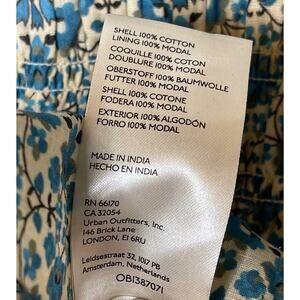 SHELL 100% COTTON
LINING 100% MODAL
COQUILLE 100% COTON
DOUBLURE 100% MODAL
OBERSTOFF 100% BAUMWOLLE
FUTTER 100% MODAL
SHELL 100% COTONE
FODERA 100% MODAL
EXTERIOR 100% ALGODÓN
FORRO 100% MODAL
MADE IN INDIA
HECHO EN INDIA
RN 66170
CA 32054
Urban Outfitters, Inc.
146 Brick Lane
LONDON, E1 6RU
Leidsestraat 32, 1017 PB
Amsterdam, Netherlands
OB1387071